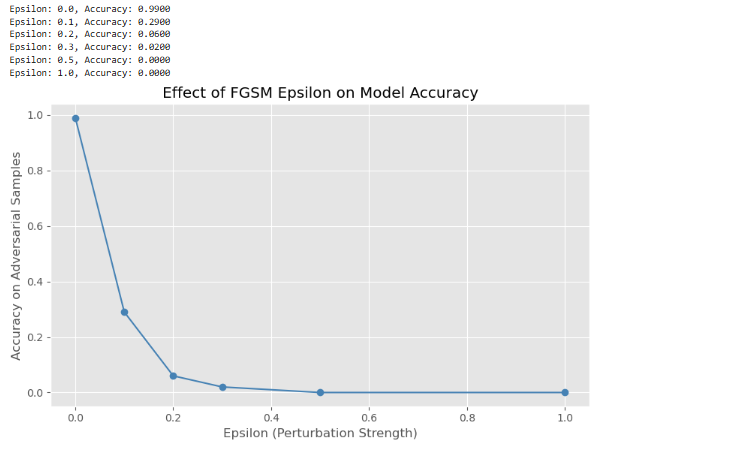 Epsilon: 0.0, Accuracy: 0.9900
Epsilon: 0.1, Accuracy: 0.2900
Epsilon: 0.2, Accuracy: 0.0600
Epsilon: 0.3, Accuracy: 0.0200
Epsilon: 0.5, Accuracy: 0.0000
Epsilon: 1.0, Accuracy: 0.0000
Effect of FGSM Epsilon on Model Accuracy
Accuracy on Adversarial Samples
1.0
0.8
0.6
0.4
0.2
0.0
0.0 0.2 0.4 0.6 0.8 1.0
Epsilon (Perturbation Strength)